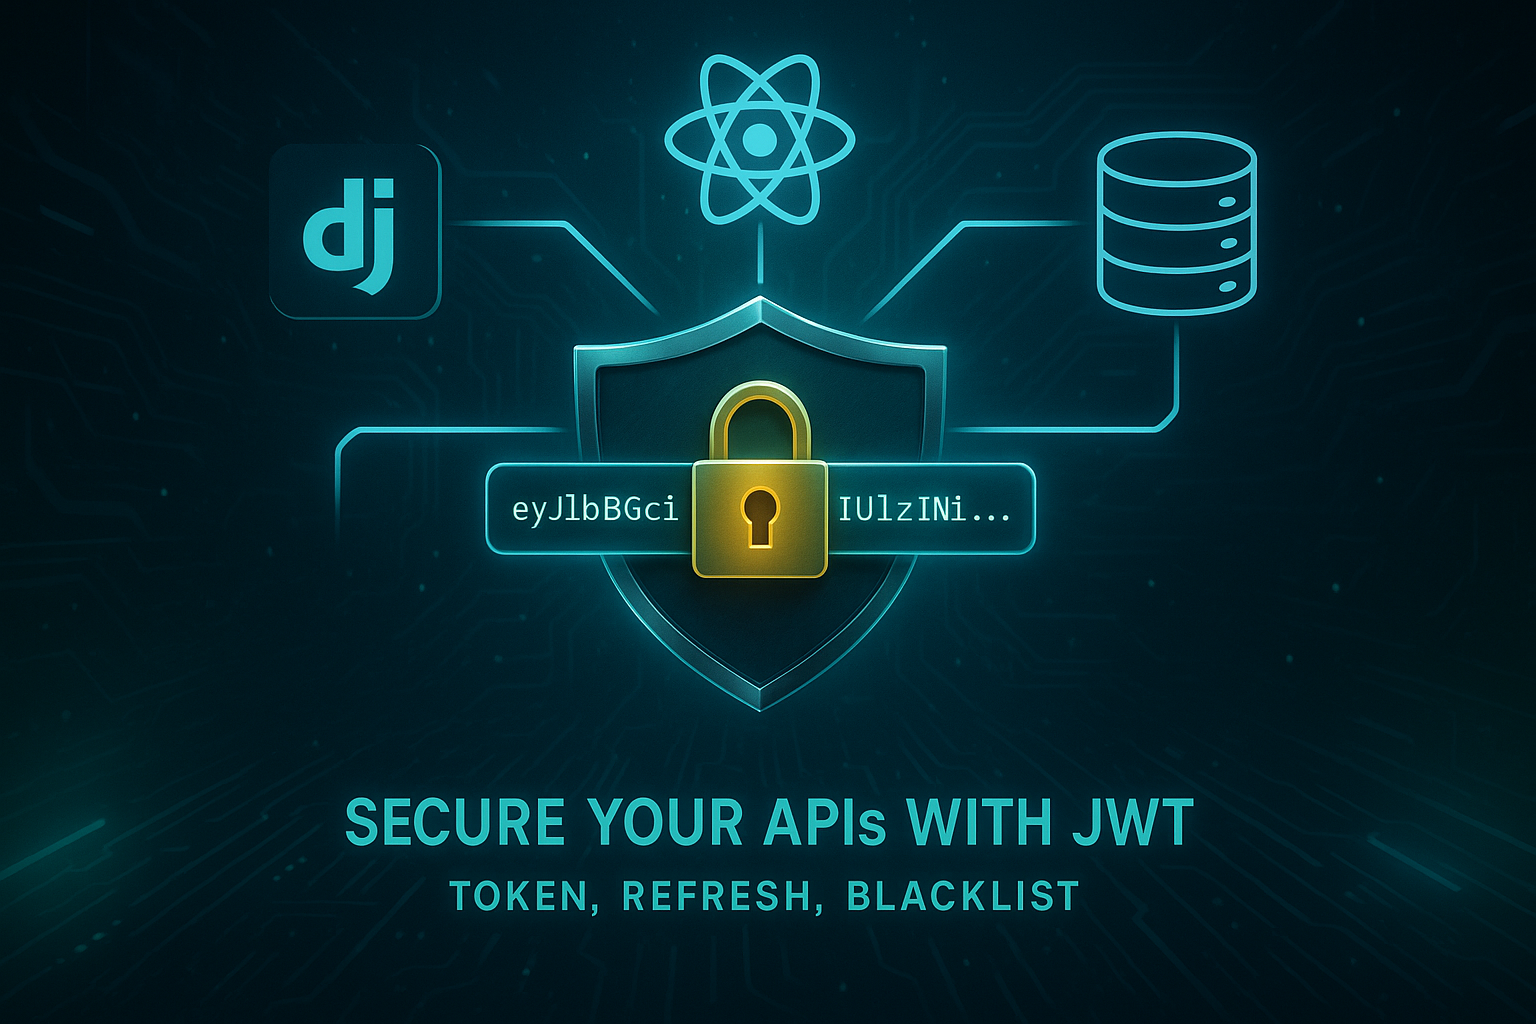 dj
eyJlbBGci IUlzINi...
SECURE YOUR APIs WITH JWT
TOKEN, REFRESH, BLACKLIST